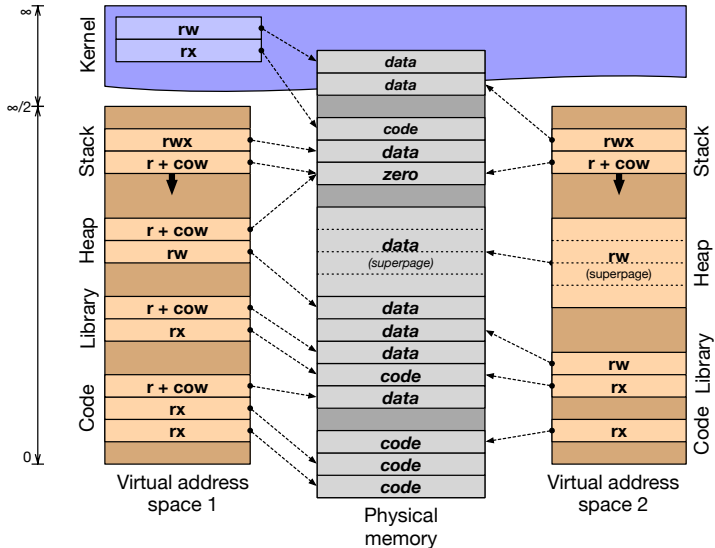 ∞
Kernel
rw
rx
∞/2
0
Stack
rwx
r + cow
Heap
r + cow
rw
Library
r + cow
rx
Code
r + cow
rx
rx
Virtual address
space 1
data
data
code
data
zero
data
(superpage)
data
data
data
code
data
code
code
code
Physical
memory
rwx
r + cow
Stack
rw
(superpage)
Heap
rw
rx
Library
rx
Code
Virtual address
space 2